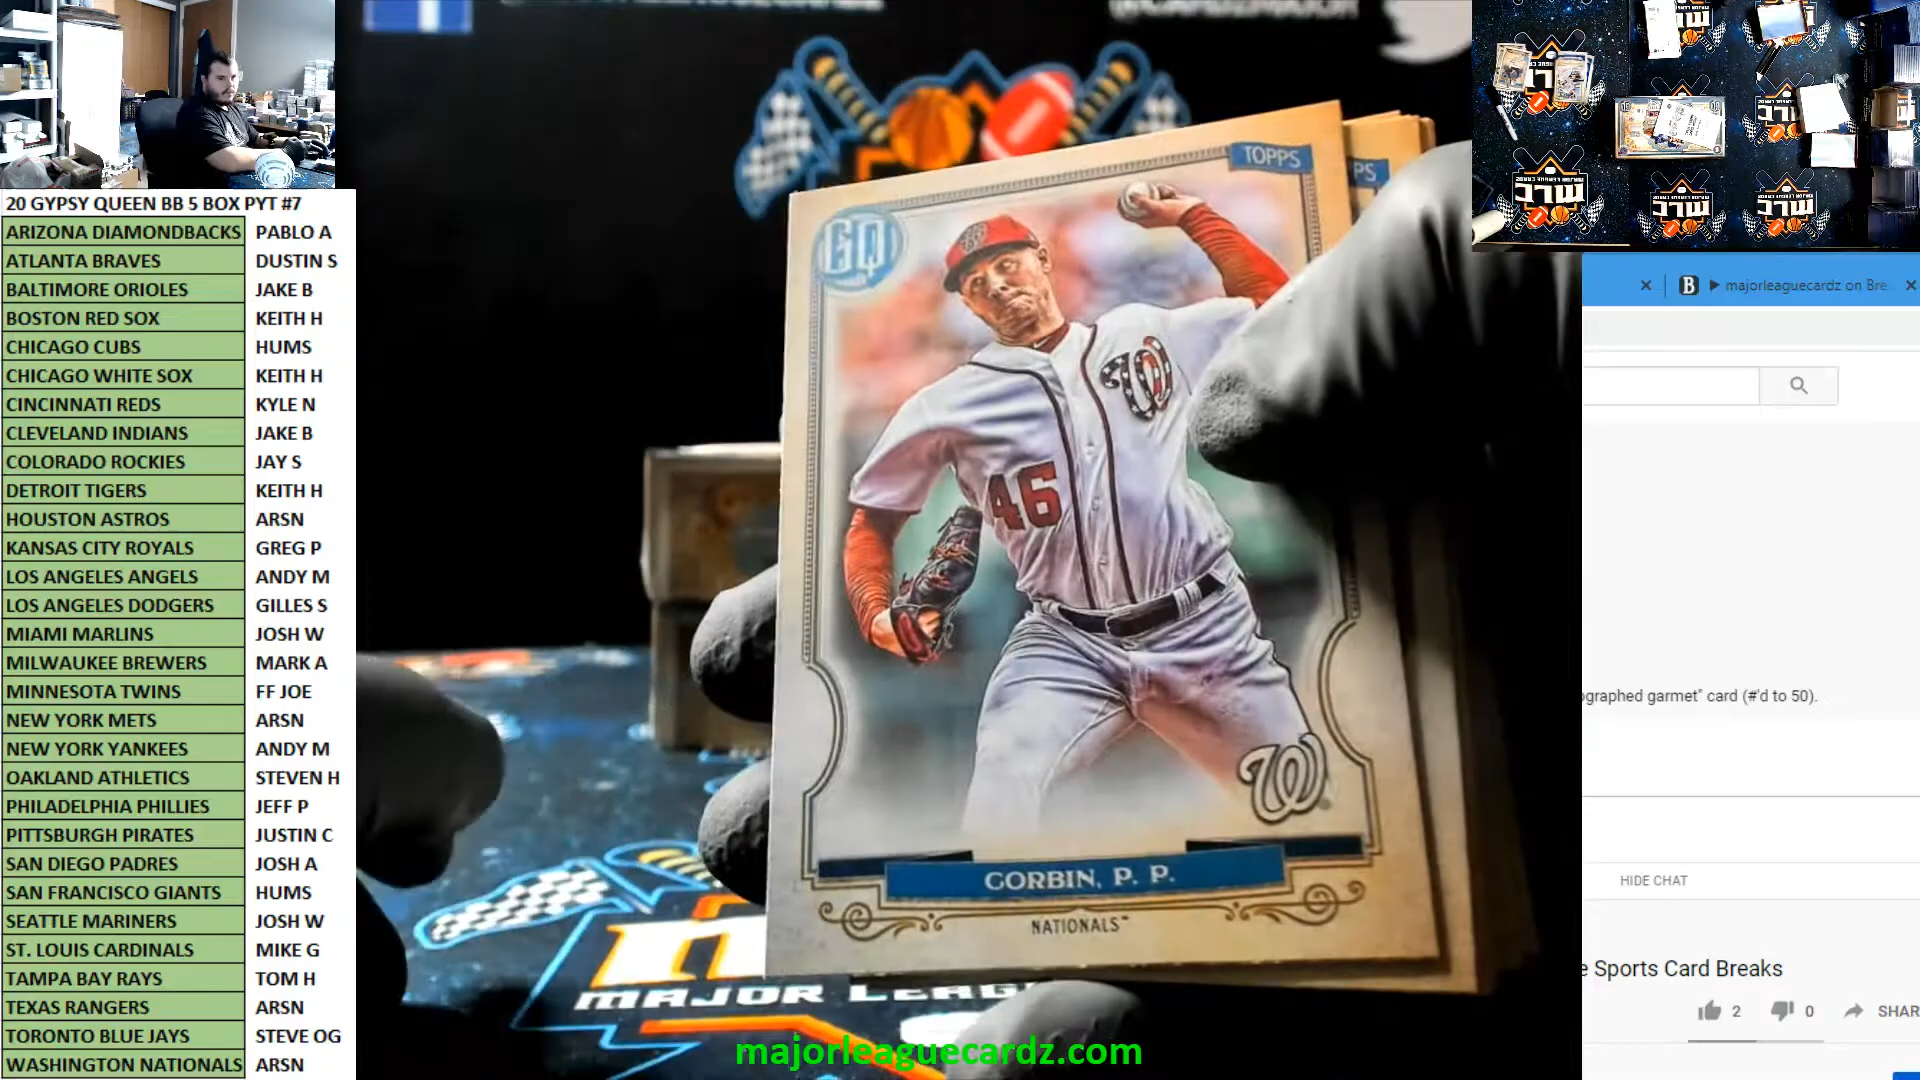 20 GYPSY QUEEN BB 5 BOX PYT #7
ARIZONA DIAMONDBACKS PABLO A
ATLANTA BRAVES DUSTIN S
BALTIMORE ORIOLES JAKE B
BOSTON RED SOX KEITH H
CHICAGO CUBS HUMS
CHICAGO WHITE SOX KEITH H
CINCINNATI REDS KYLE N
CLEVELAND INDIANS JAKE B
COLORADO ROCKIES JAY S
DETROIT TIGERS KEITH H
HOUSTON ASTROS ARSN
KANSAS CITY ROYALS GREG P
LOS ANGELES ANGELS ANDY M
LOS ANGELES DODGERS GILLES S
MIAMI MARLINS JOSH W
MILWAUKEE BREWERS MARK A
MINNESOTA TWINS FF JOE
NEW YORK METS ARSN
NEW YORK YANKEES ANDY M
OAKLAND ATHLETICS STEVEN H
PHILADELPHIA PHILLIES JEFF P
PITTSBURGH PIRATES JUSTIN C
SAN DIEGO PADRES JOSH A
SAN FRANCISCO GIANTS HUMS
SEATTLE MARINERS JOSH W
ST. LOUIS CARDINALS MIKE G
TAMPA BAY RAYS TOM H
TEXAS RANGERS ARSN
TORONTO BLUE JAYS STEVE OG
WASHINGTON NATIONALS ARSN
TOPPS
PS
GQ
W
46
W
CORBIN, P. P.
NATIONALS™
MAJOR LEAG
majorleaguecardz.com
B majorleaguecardz on Bre
ographed garmet" card (#'d to 50).
HIDE CHAT
e Sports Card Breaks
2 0 SHAR